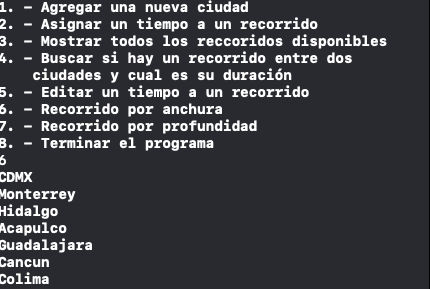 1. - Agregar una nueva ciudad
2. - Asignar un tiempo a un recorrido
3. - Mostrar todos los reccoridos disponibles
4. - Buscar si hay un recorrido entre dos
ciudades y cual es su duración
5. - Editar un tiempo a un recorrido
6. - Recorrido por anchura
7. - Recorrido por profundidad
8. - Terminar el programa
6
CDMX
Monterrey
Hidalgo
Acapulco
Guadalajara
Cancun
Colima